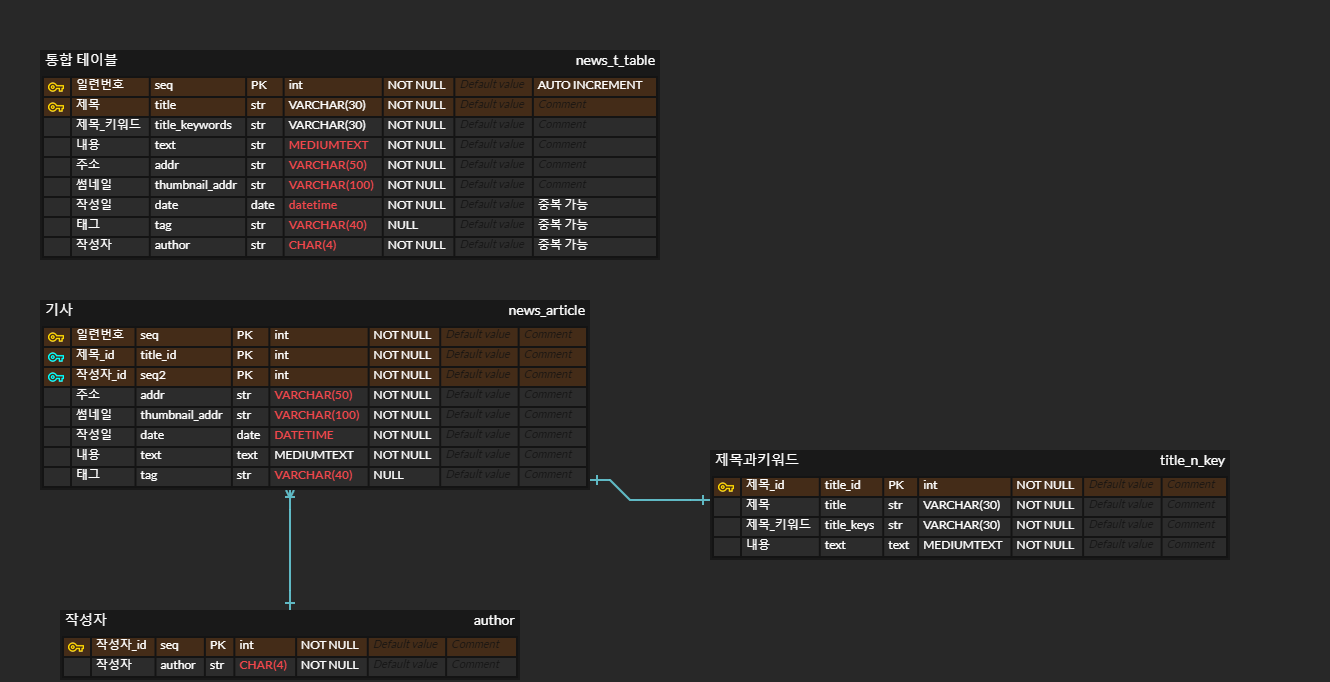 통합 테이블 news_t_table
일련번호 seq PK int NOT NULL Default value AUTO INCREMENT
제목 title str VARCHAR(30) NOT NULL Default value Comment
제목_키워드 title_keywords str VARCHAR(30) NOT NULL Default value Comment
내용 text str MEDIUMTEXT NOT NULL Default value Comment
주소 addr str VARCHAR(50) NOT NULL Default value Comment
썸네일 thumbnail_addr str VARCHAR(100) NOT NULL Default value Comment
작성일 date date datetime NOT NULL Default value 중복 가능
태그 tag str VARCHAR(40) NULL Default value 중복 가능
작성자 author str CHAR(4) NOT NULL Default value 중복 가능
기사 news_article
일련번호 seq PK int NOT NULL Default value Comment
제목_id title_id PK int NOT NULL Default value Comment
작성자_id seq2 PK int NOT NULL Default value Comment
주소 addr str VARCHAR(50) NOT NULL Default value Comment
썸네일 thumbnail_addr str VARCHAR(100) NOT NULL Default value Comment
작성일 date date DATETIME NOT NULL Default value Comment
내용 text text MEDIUMTEXT NOT NULL Default value Comment
태그 tag str VARCHAR(40) NULL Default value Comment
제목과키워드 title_n_key
제목_id title_id PK int NOT NULL Default value Comment
제목 title str VARCHAR(30) NOT NULL Default value Comment
제목_키워드 title_keys str VARCHAR(30) NOT NULL Default value Comment
내용 text text MEDIUMTEXT NOT NULL Default value Comment
작성자 author
작성자_id seq PK int NOT NULL Default value Comment
작성자 author str CHAR(4) NOT NULL Default value Comment